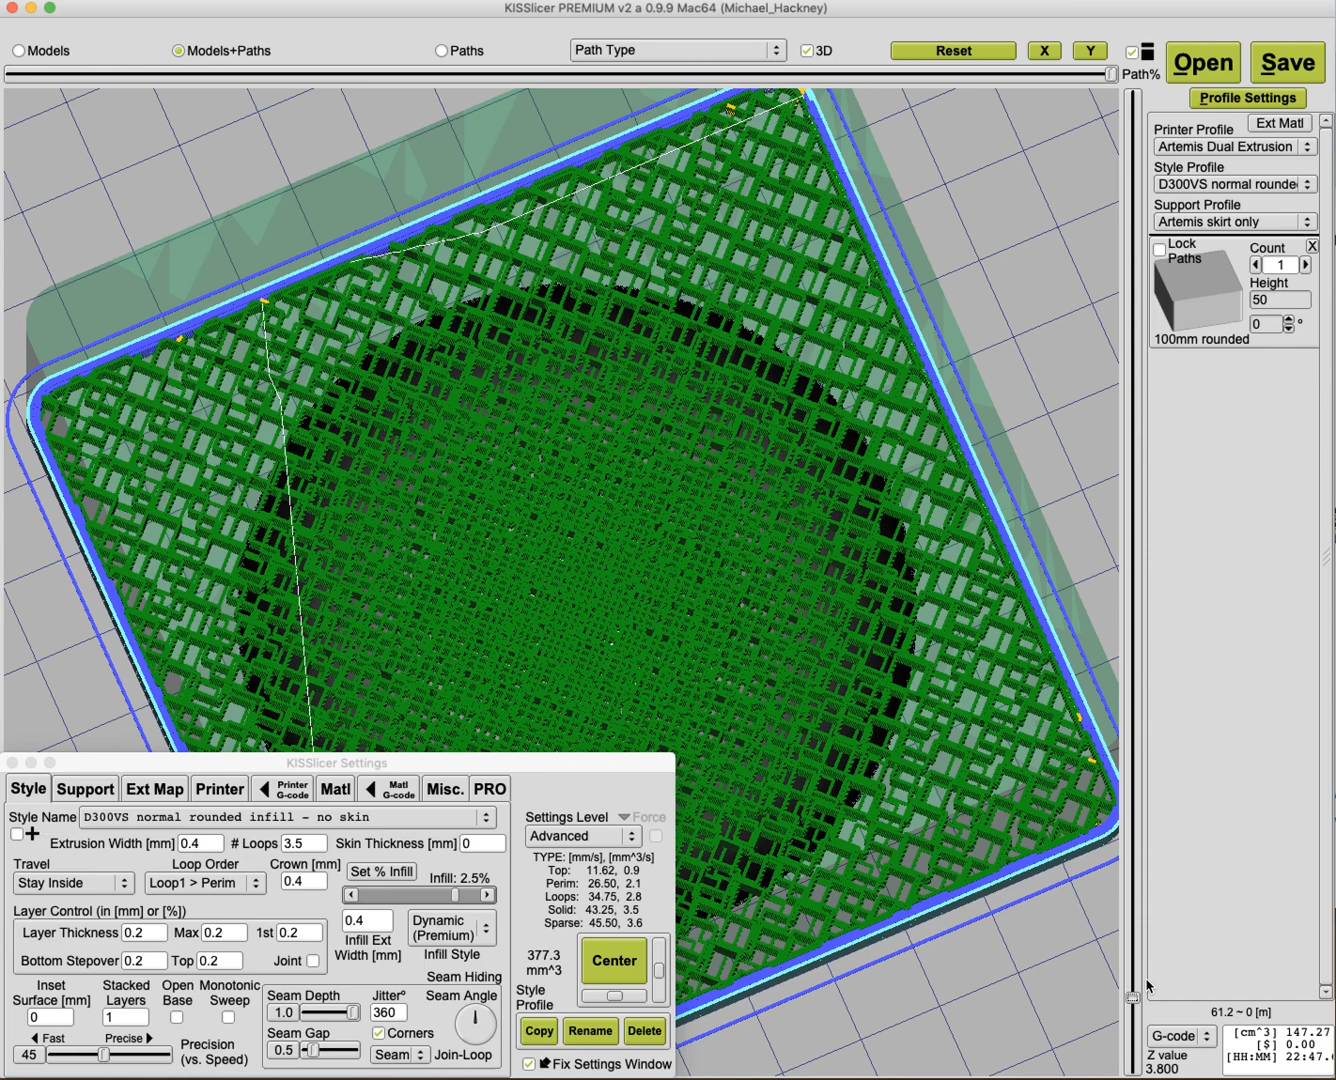 KISSlicer PREMIUM v2 a 0.9.9 Mac64 (Michael_Hackney)
Models
Models+Paths
Paths
Path Type
3D
Reset
X
Y
Path%
Open
Save
Profile Settings
Printer Profile
Ext Matl
Artemis Dual Extrusion
Style Profile
D300VS normal rounde
Support Profile
Artemis skirt only
Lock Paths
Count
X
1
Height
50
0 °
100mm rounded
KISSlicer Settings
Style Support Ext Map Printer Printer G-code Matl Matl G-code Misc. PRO
Style Name D300VS normal rounded infill - no skin
Extrusion Width [mm] 0.4 # Loops 3.5 Skin Thickness [mm] 0
Travel Loop Order Crown [mm]
Stay Inside Loop1 > Perim 0.4
Set % Infill Infill: 2.5%
Layer Control (in [mm] or [%])
Layer Thickness 0.2 Max 0.2 1st 0.2
Bottom Stepover 0.2 Top 0.2 Joint
0.4
Infill Ext
Width [mm]
Dynamic
(Premium)
Infill Style
Inset
Surface [mm]
0
Stacked
Layers
1
Open
Base
Monotonic
Sweep
Fast Precise
45
Precision
(vs. Speed)
Seam Hiding
Seam Depth Jitter° Seam Angle
1.0 360
Seam Gap Corners
0.5 Seam Join-Loop
Settings Level Force
Advanced
TYPE: [mm/s], [mm^3/s]
Top: 11.62, 0.9
Perim: 26.50, 2.1
Loops: 34.75, 2.8
Solid: 43.25, 3.5
Sparse: 45.50, 3.6
377.3
mm^3
Center
Style
Profile
Copy Rename Delete
Fix Settings Window
61.2 ~ 0 [m]
G-code
Z value
3.800
[cm^3] 147.27
[$] 0.00
[HH:MM] 22:47.